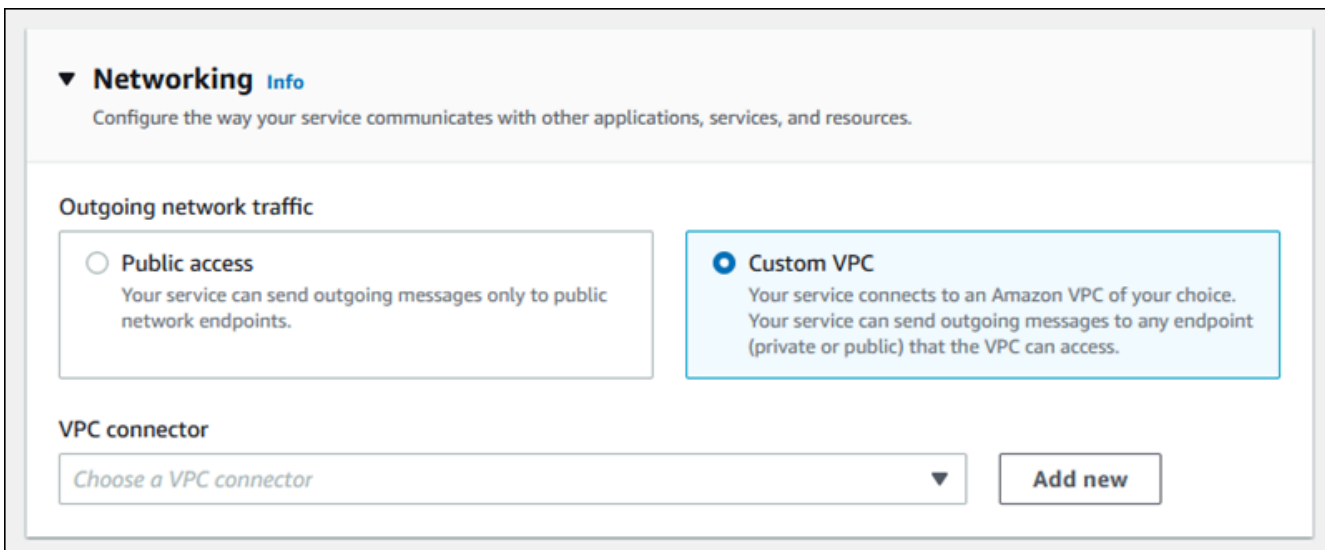 Networking Info
Configure the way your service communicates with other applications, services, and resources.
Outgoing network traffic
Public access
Your service can send outgoing messages only to public
network endpoints.
Custom VPC
Your service connects to an Amazon VPC of your choice.
Your service can send outgoing messages to any endpoint
(private or public) that the VPC can access.
VPC connector
Choose a VPC connector
Add new